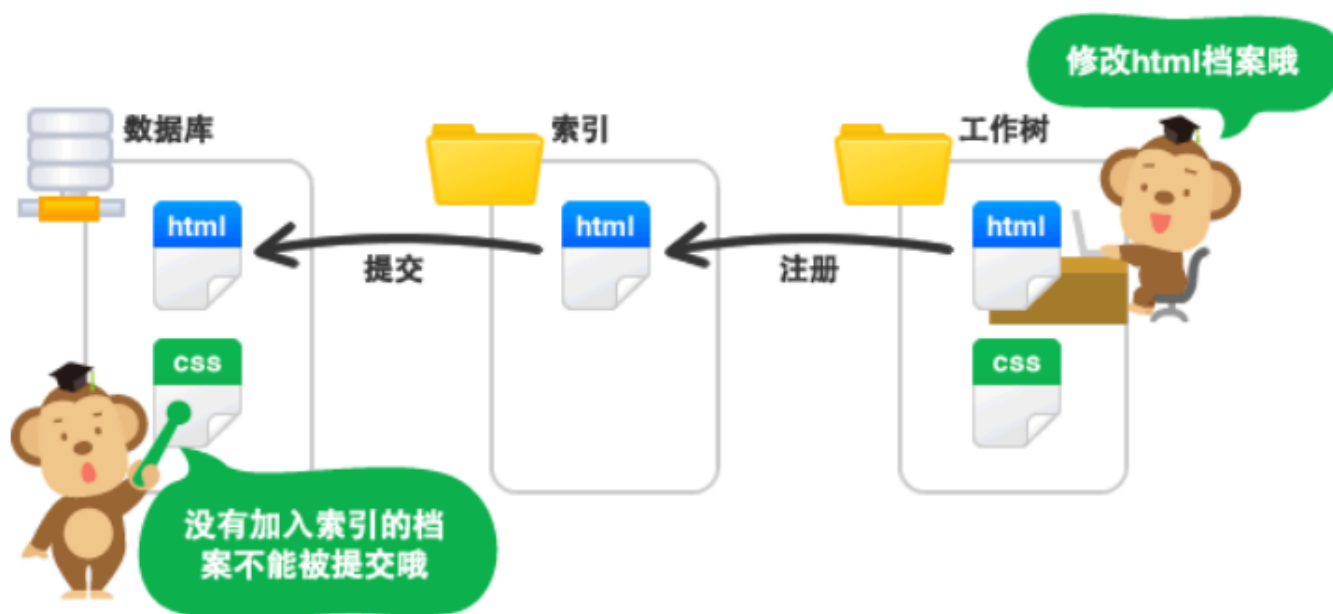 修改html档案哦
数据库
索引
工作树
html
html
html
提交
注册
css
css
没有加入索引的档
案不能被提交哦